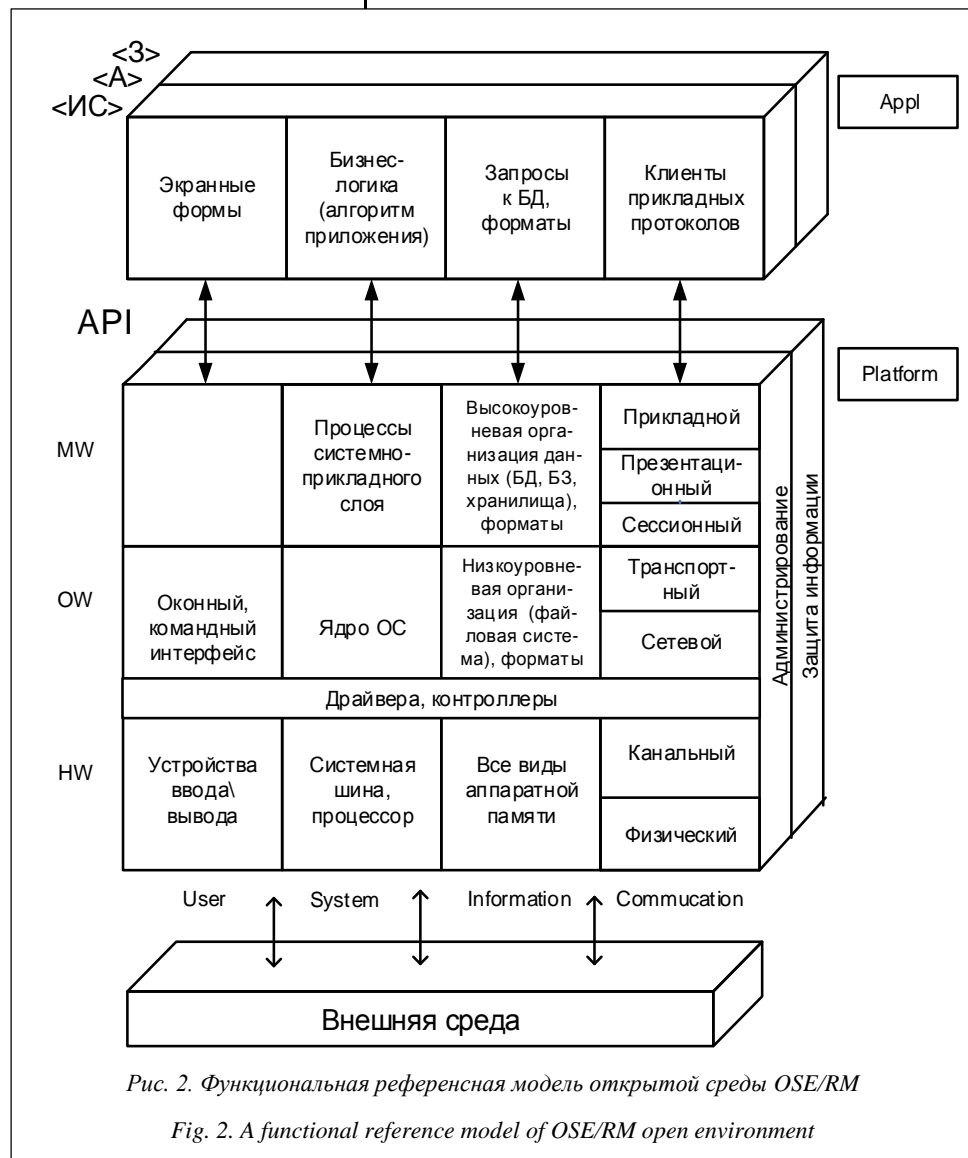 <З>
<А>
<ИС>
Appl
Экранные
формы
Бизнес-
логика
(алгоритм
приложения)
Запросы
к БД,
форматы
Клиенты
прикладных
протоколов
API
Platform
MW
Процессы
системно-
прикладного
слоя
Высокоуров-
невая орга-
низация дан-
ных (БД, БЗ,
хранилища),
форматы
Прикладной
Презентаци-
онный
Сессионный
OW
Оконный,
командный
интерфейс
Ядро ОС
Низкоуровне-
вая органи-
зация (фай-
ловая систе-
ма), форматы
Транспорт-
ный
Сетевой
Драйвера, контроллеры
HW
Устройства
ввода\
вывода
Системная
шина,
процессор
Все виды
аппаратной
памяти
Канальный
Физический
Администрирование
Защита информации
User
System
Information
Commucation
Внешняя среда
Рис. 2. Функциональная референсная модель открытой среды OSE/RM
Fig. 2. A functional reference model of OSE/RM open environment